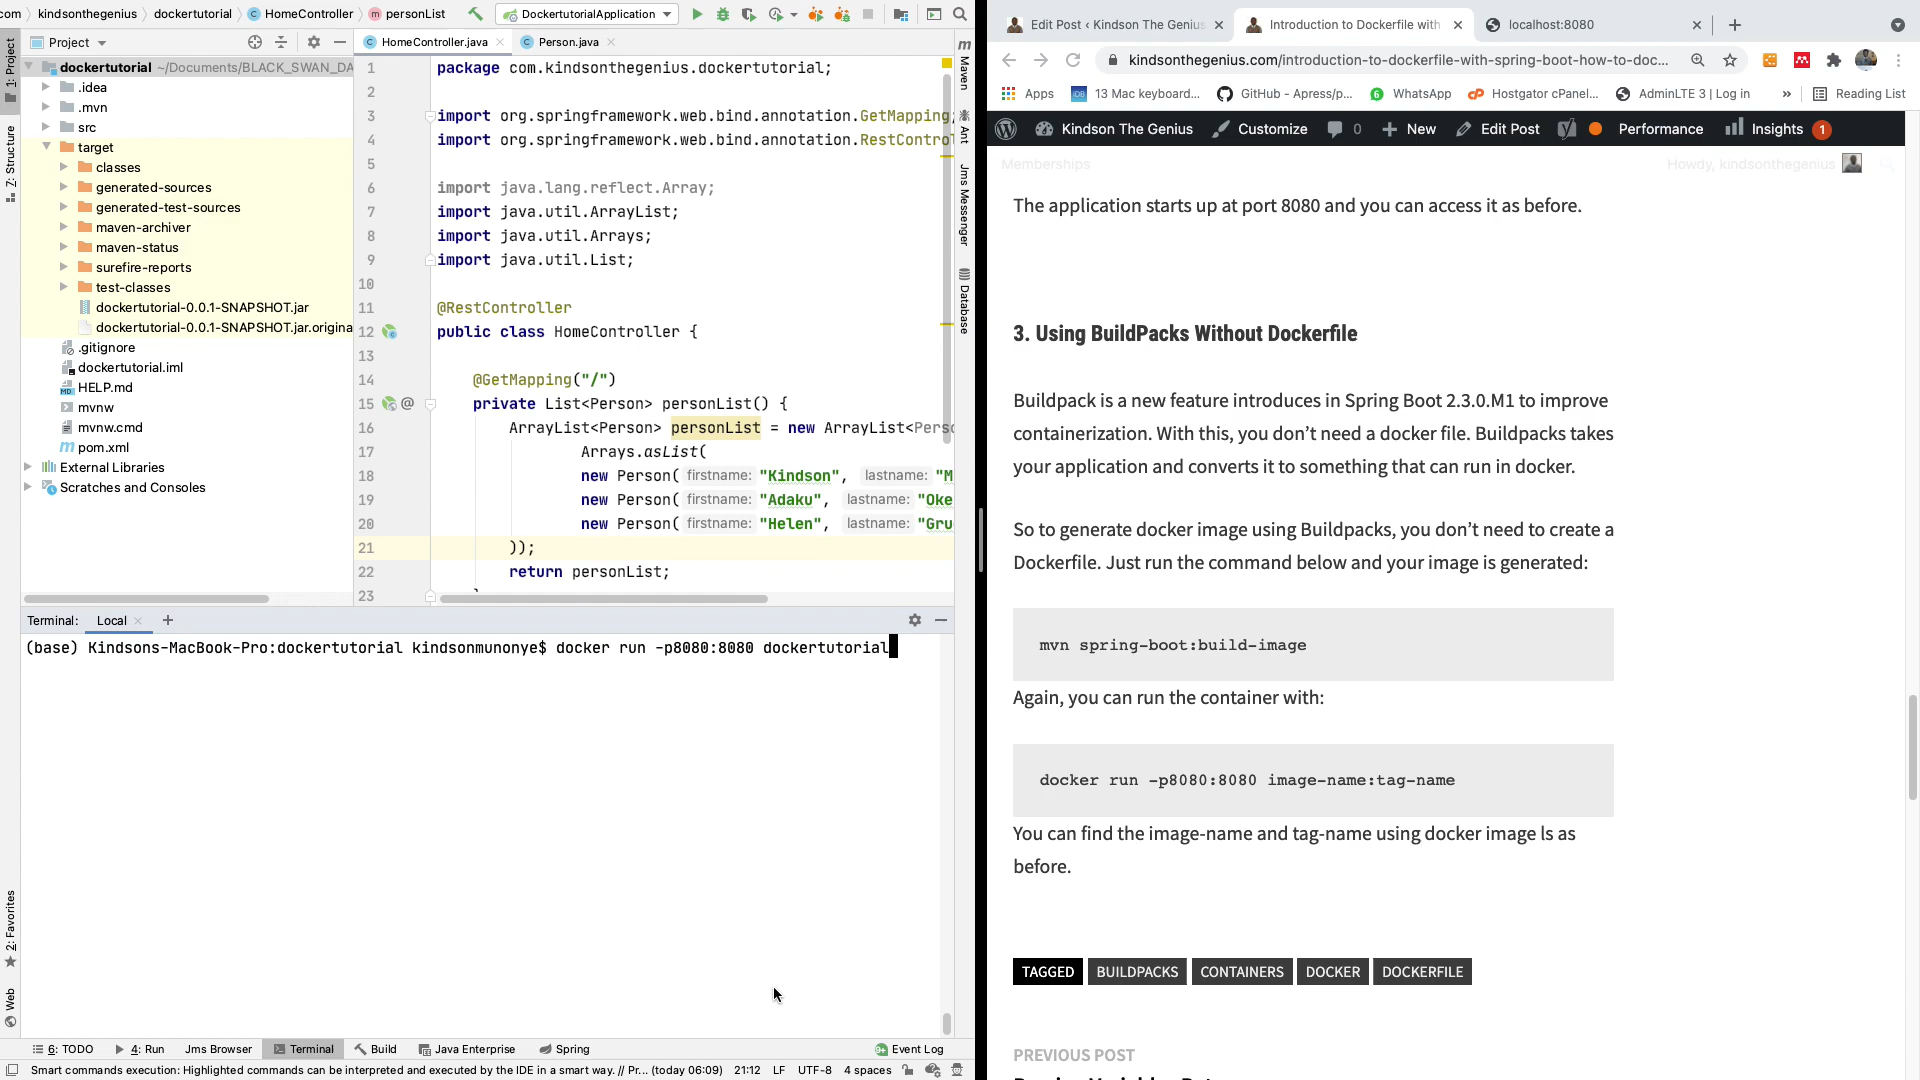 com
kindsonthegenius
dockertutorial
HomeController
personList
DockertutorialApplication
Project
HomeController.java
Person.java
1: Project
Z: Structure
2: Favorites
Web
dockertutorial ~/Documents/BLACK_SWAN_DA
.idea
.mvn
src
target
classes
generated-sources
generated-test-sources
maven-archiver
maven-status
surefire-reports
test-classes
dockertutorial-0.0.1-SNAPSHOT.jar
dockertutorial-0.0.1-SNAPSHOT.jar.origina
.gitignore
dockertutorial.iml
HELP.md
mvnw
mvnw.cmd
pom.xml
External Libraries
Scratches and Consoles
1 package com.kindsonthegenius.dockertutorial;
2
3 import org.springframework.web.bind.annotation.GetMapping;
4 import org.springframework.web.bind.annotation.RestContro
5
6 import java.lang.reflect.Array;
7 import java.util.ArrayList;
8 import java.util.Arrays;
9 import java.util.List;
10
11 @RestController
12 public class HomeController {
13
14 @GetMapping("/")
15 @ private List<Person> personList() {
16 ArrayList<Person> personList = new ArrayList<Perso
17 Arrays.asList(
18 new Person( firstname: "Kindson", lastname: "M
19 new Person( firstname: "Adaku", lastname: "Oke
20 new Person( firstname: "Helen", lastname: "Gru
21 ));
22 return personList;
23
Maven
Ant
Jms Messenger
Database
Terminal: Local
(base) Kindsons-MacBook-Pro:dockertutorial kindsonmunonye$ docker run -p8080:8080 dockertutorial
6: TODO
4: Run
Jms Browser
Terminal
Build
Java Enterprise
Spring
Event Log
Smart commands execution: Highlighted commands can be interpreted and executed by the IDE in a smart way. // Pr... (today 06:09) 21:12 LF UTF-8 4 spaces
Edit Post ‹ Kindson The Genius
Introduction to Dockerfile with
localhost:8080
kindsonthegenius.com/introduction-to-dockerfile-with-spring-boot-how-to-doc...
Apps
13 Mac keyboard...
GitHub - Apress/p...
WhatsApp
Hostgator cPanel...
AdminLTE 3 | Log in
»
Reading List
Kindson The Genius
Customize
0
New
Edit Post
Performance
Insights 1
Memberships
Howdy, kindsonthegenius
The application starts up at port 8080 and you can access it as before.
3. Using BuildPacks Without Dockerfile
Buildpack is a new feature introduces in Spring Boot 2.3.0.M1 to improve
containerization. With this, you don’t need a docker file. Buildpacks takes
your application and converts it to something that can run in docker.
So to generate docker image using Buildpacks, you don’t need to create a
Dockerfile. Just run the command below and your image is generated:
mvn spring-boot:build-image
Again, you can run the container with:
docker run -p8080:8080 image-name:tag-name
You can find the image-name and tag-name using docker image ls as
before.
TAGGED BUILDPACKS CONTAINERS DOCKER DOCKERFILE
PREVIOUS POST